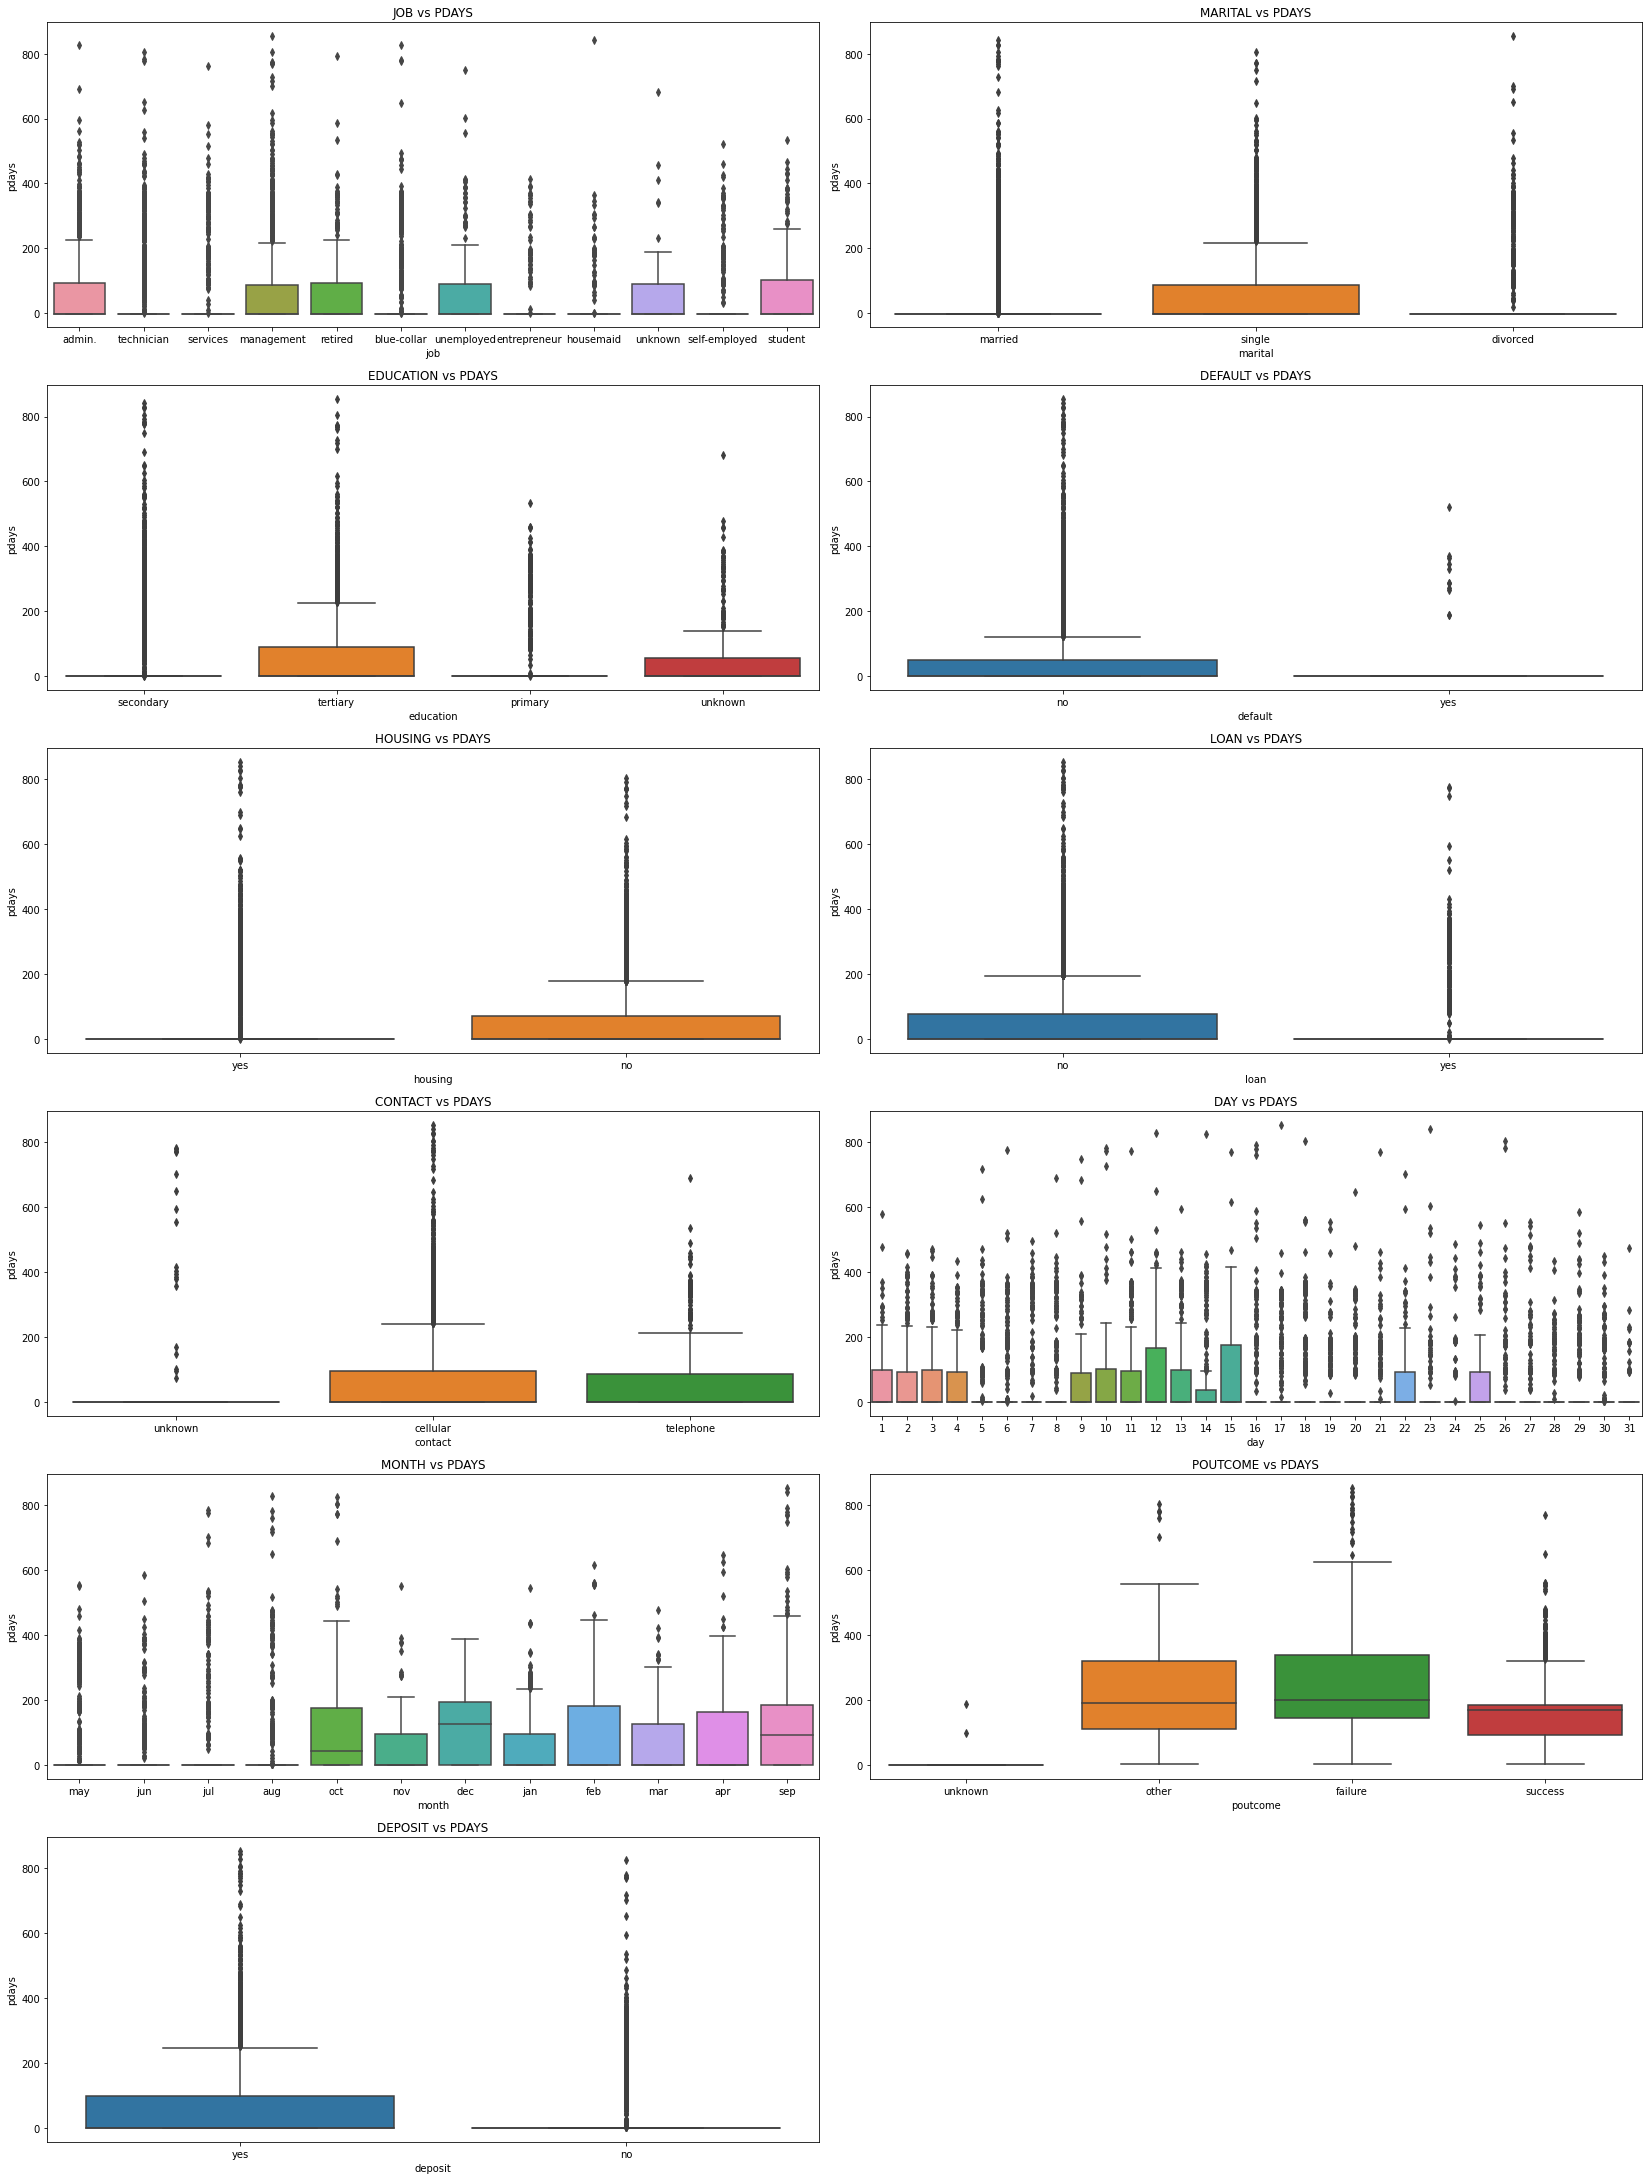 JOB vs PDAYS
pdays
800
600
400
200
0
admin. technician services management retired blue-collar unemployed entrepreneur housemaid unknown self-employed student
job
MARITAL vs PDAYS
pdays
800
600
400
200
0
married single divorced
marital
EDUCATION vs PDAYS
pdays
800
600
400
200
0
secondary tertiary primary unknown
education
DEFAULT vs PDAYS
pdays
800
600
400
200
0
no yes
default
HOUSING vs PDAYS
pdays
800
600
400
200
0
yes no
housing
LOAN vs PDAYS
pdays
800
600
400
200
0
no yes
loan
CONTACT vs PDAYS
pdays
800
600
400
200
0
unknown cellular telephone
contact
DAY vs PDAYS
pdays
800
600
400
200
0
1 2 3 4 5 6 7 8 9 10 11 12 13 14 15 16 17 18 19 20 21 22 23 24 25 26 27 28 29 30 31
day
MONTH vs PDAYS
pdays
800
600
400
200
0
may jun jul aug oct nov dec jan feb mar apr sep
month
POUTCOME vs PDAYS
pdays
800
600
400
200
0
unknown other failure success
poutcome
DEPOSIT vs PDAYS
pdays
800
600
400
200
0
yes no
deposit